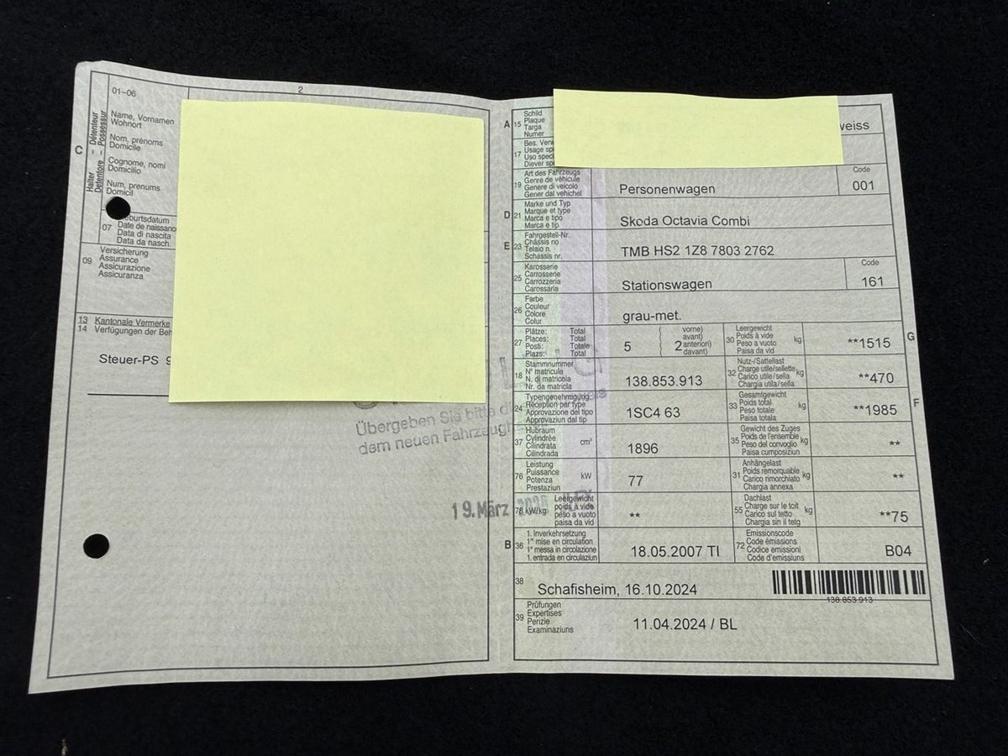 01–06
2
C
Halter – Détenteur
Detentore – Possessur
Name, Vornamen
Wohnort
Nom, prénoms
Domicile
Cognome, nomi
Domicilio
Num, prenums
Domicil
07
Date de naissance
Data di nascita
Data da nasch.
09
Versicherung
Assurance
Assicurazione
Assicuranza
13 Kantonale Vermerke
14 Verfügungen der
Steuer-PS
Übergeben Sie bitte
dem neuen
19. März
A
15
Schild
Plaque
Targa
Numer
weiss
17
Bes.
Usage
Uso
Diever
19
Art des Fahrzeugs
Genre de véhicule
Genere di veicolo
Gener dal vehichel
Personenwagen
Code
001
D
21
Marke und Typ
Marque et type
Marca e tipo
Marca e tip
Skoda Octavia Combi
E
23
Fahrgestell-Nr.
Châssis no
Telaio n.
Schassis nr.
TMB HS2 1Z8 7803 2762
25
Karosserie
Carrosserie
Carrozzeria
Carossaria
Stationswagen
Code
161
26
Farbe
Couleur
Colore
Colur
grau-met.
27
Plätze: Total
Places: Total
Posti: Totale
Plazs: Total
5
2
vorne)
avant)
anteriori)
davant)
30
Leergewicht
Poids à vide
Peso a vuoto
Paisa da vid
kg
**1515
G
18
Stammnummer
N° matricule
N. di matricola
Nr. da matricla
138.853.913
32
Nutz-/Sattellast
Charge utile/sellette
Carico utile/sella
Chargia utila/sella
kg
**470
24
Typengenehmigung
Réception par type
Approvazione del tipo
Approvaziun dal tip
1SC4 63
33
Gesamtgewicht
Poids total
Peso totale
Paisa totala
kg
**1985
F
37
Hubraum
Cylindrée
Cilindrata
Cilindrada
cm³
1896
35
Gewicht des Zuges
Poids de l'ensemble
Peso del convoglio
Paisa cumposiziun
kg
**
76
Leistung
Puissance
Potenza
Prestaziun
kW
77
31
Anhängelast
Poids remorquable
Carico rimorchiato
Chargia annexa
kg
**
78 kW/kg
Leergewicht
poids à vide
peso a vuoto
paisa da vid
**
55
Dachlast
Charge sur le toit
Carico sul tetto
Chargia sin il tetg
kg
**75
B
36
1. Inverkehrsetzung
1re mise en circulation
1a messa in circolazione
1. entrada en circulaziun
18.05.2007 TI
72
Emissionscode
Code émissions
Codice emissioni
Code d'emissiuns
B04
38
Schafisheim, 16.10.2024
138.853.913
39
Prüfungen
Expertises
Perizie
Examinaziuns
11.04.2024 / BL